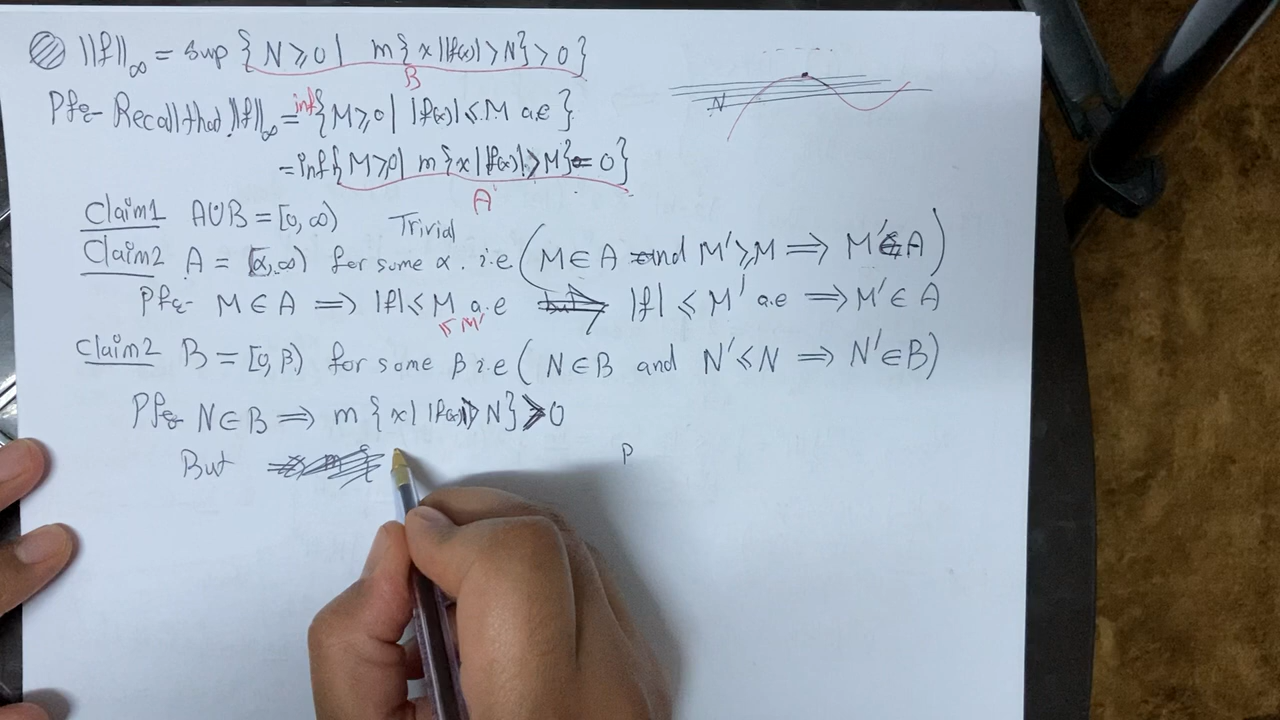 ||f||∞ = sup { N ⩾ 0 | m{ x | |f(x)| > N} > 0 }
B
N
Pf:- Recall that ||f||∞ = inf { M ⩾ 0 | |f(x)| ⩽ M a.e }
= inf { M ⩾ 0 | m{ x | |f(x)| > M} = 0 }
A
Claim1 A∪B = [0, ∞) Trivial
Claim2 A = [α, ∞) for some α. i.e ( M ∈ A and M' ⩾ M ⟹ M' ∈ A )
Pf:- M ∈ A ⟹ |f| ⩽ M a.e ⟹ |f| ⩽ M' a.e ⟹ M' ∈ A
⩽ M'
Claim2 B = [0, β) for some β i.e ( N ∈ B and N' ⩽ N ⟹ N' ∈ B )
Pf:- N ∈ B ⟹ m { x | |f(x)| > N} > 0
But P